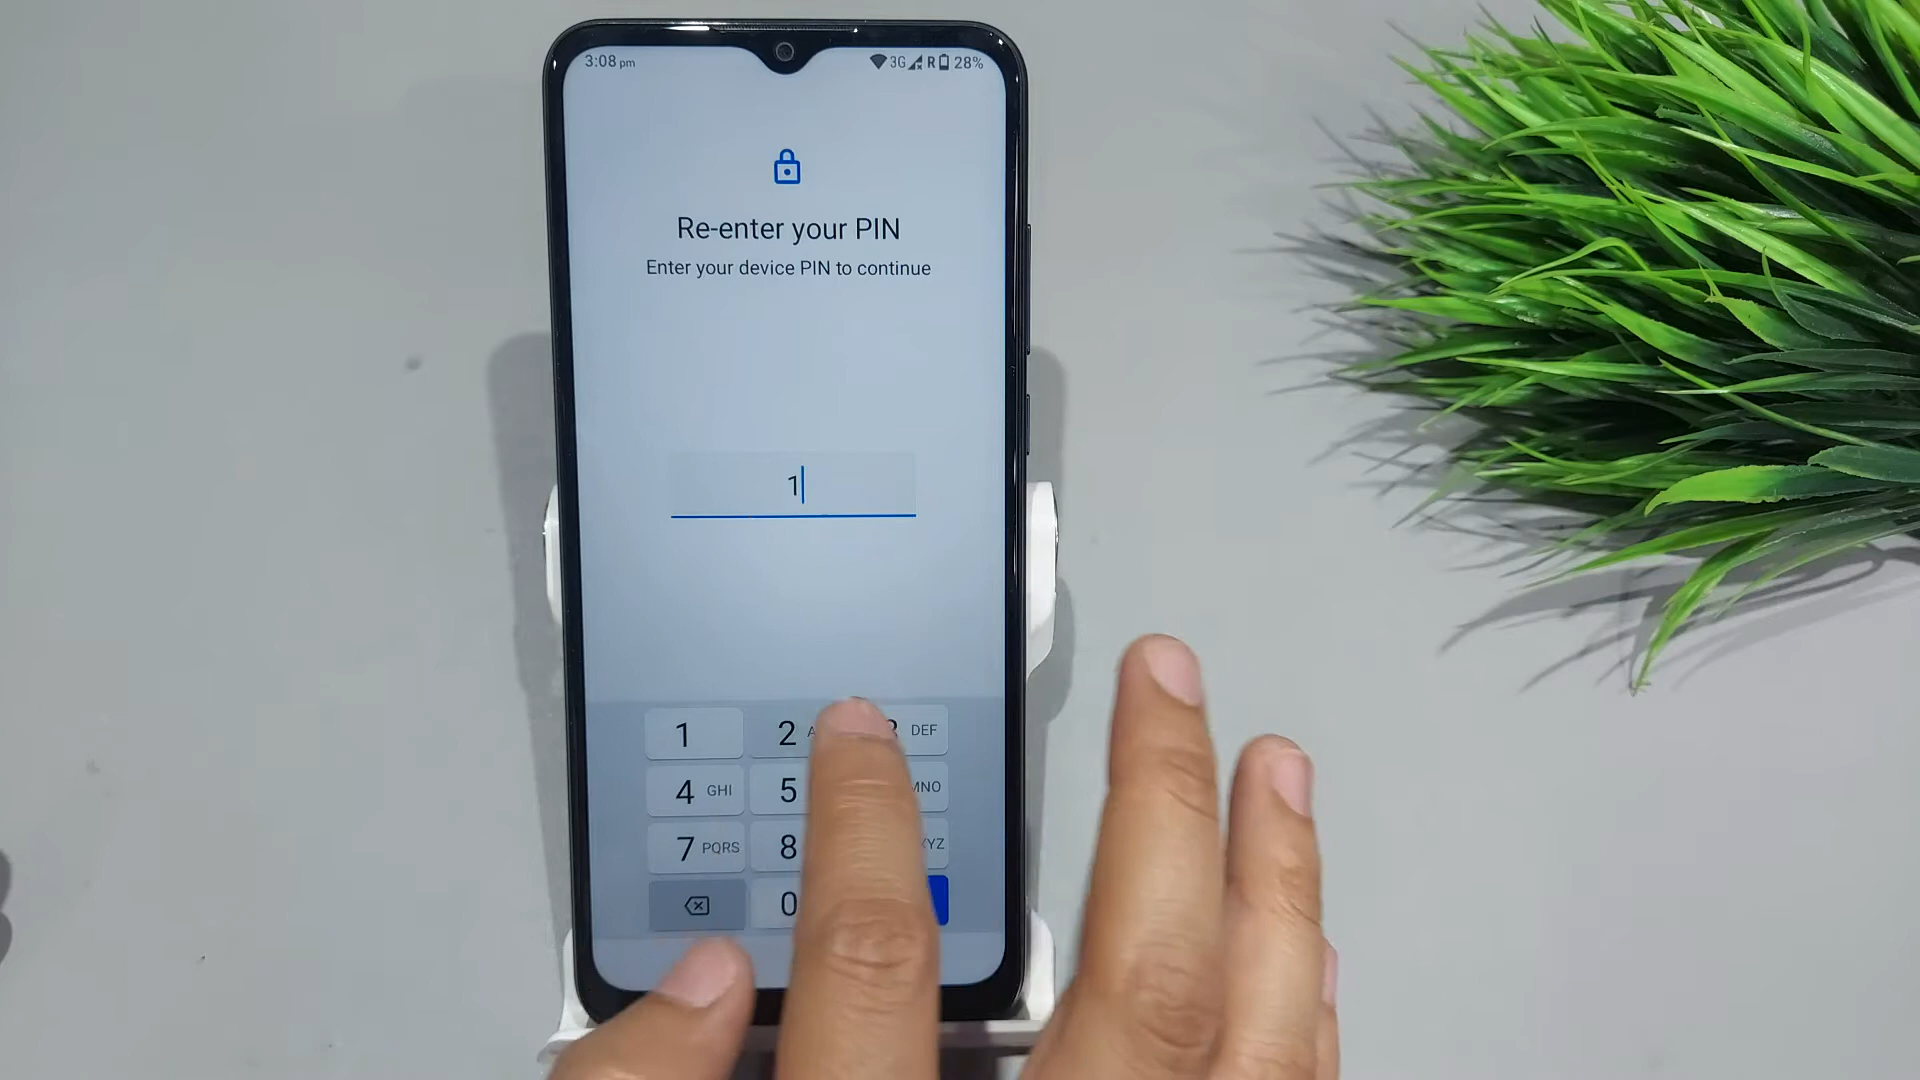 3:08 pm 3G R 28%
Re-enter your PIN
Enter your device PIN to continue
1
1 2 DEF
4 GHI 5 MNO
7 PQRS 8
0